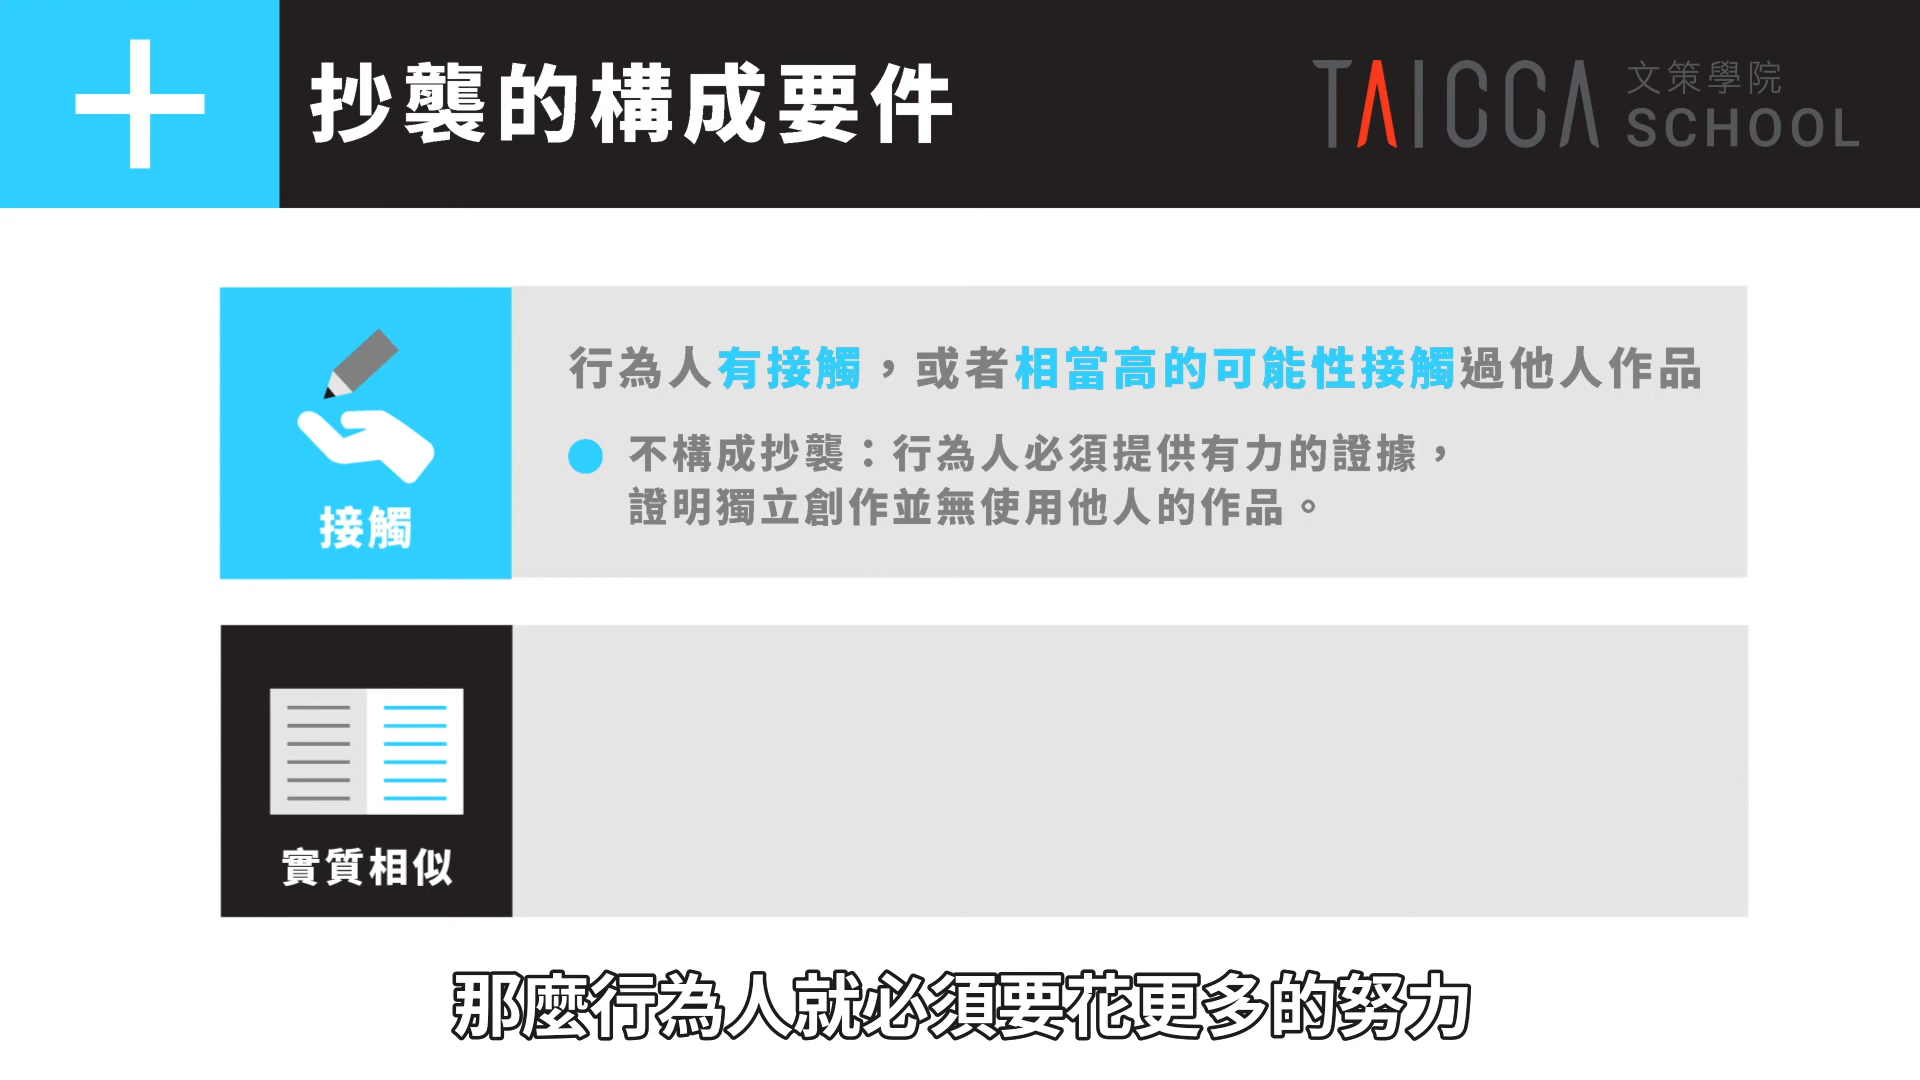 抄襲的構成要件
TAICCA 文策學院
SCHOOL
行為人有接觸，或者相當高的可能性接觸過他人作品
不構成抄襲：行為人必須提供有力的證據，
證明獨立創作並無使用他人的作品。
接觸
實質相似
那麼行為人就必須要花更多的努力